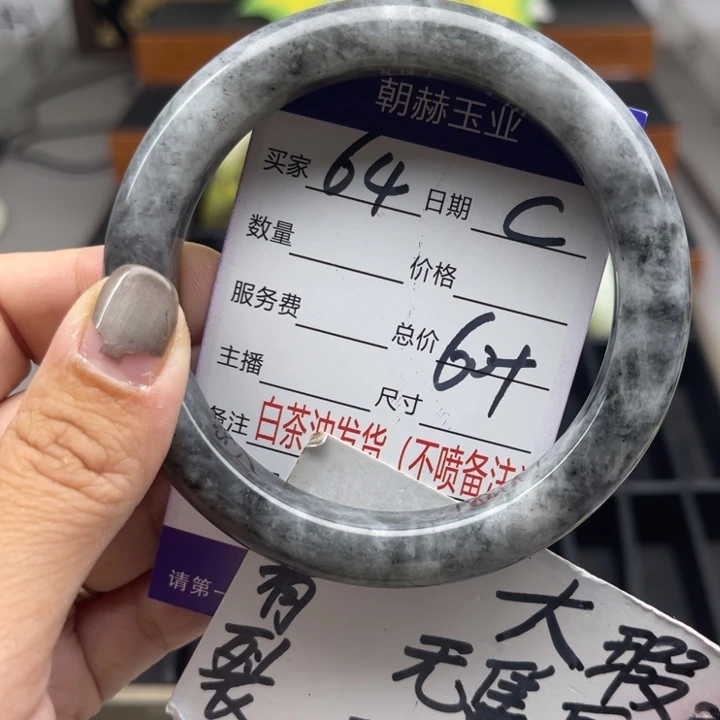 朝赫玉业
买家 64 日期 C
数量 价格
服务费 总价
主播 尺寸
备注 白茶油发货（不喷备注
请第一
有 大
裂 无 瑕